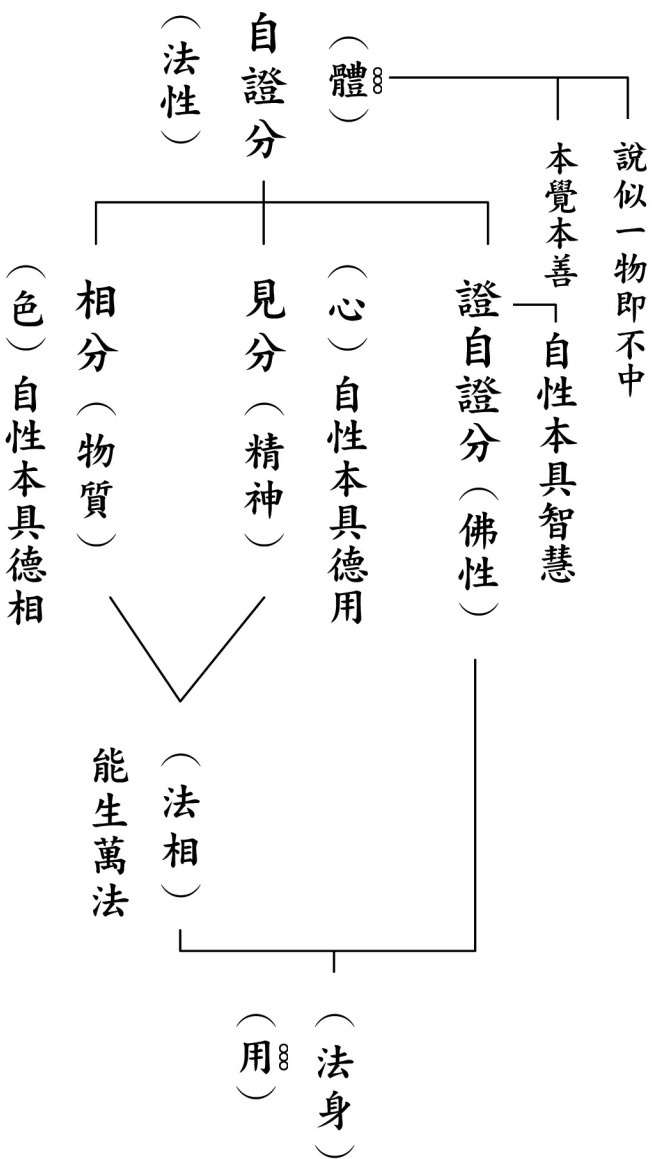 說似一物即不中
本覺本善
(體)
自證分
(法性)
自性本具智慧
證自證分(佛性)
(心)自性本具德用
見分(精神)
相分(物質)
(色)自性本具德相
(法相)
能生萬法
(法身)
(用)